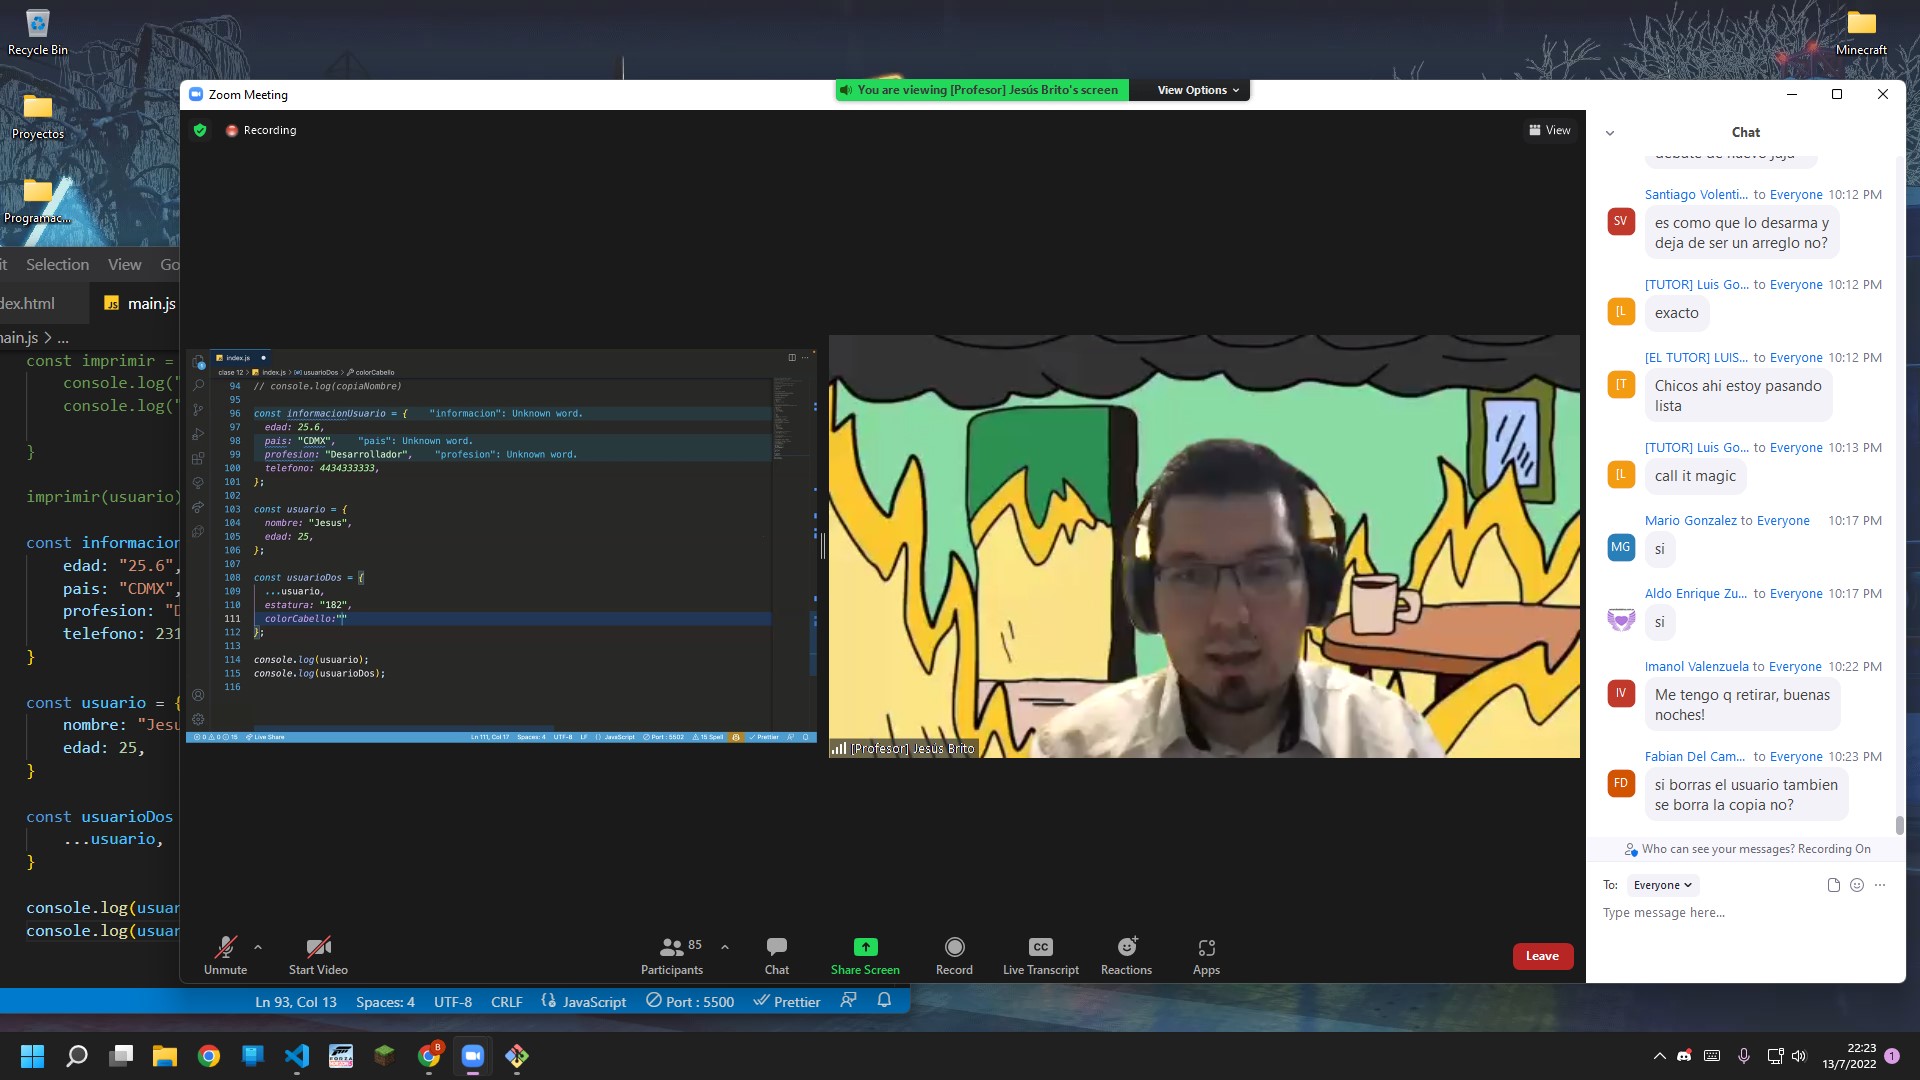 Recycle Bin
Proyectos
Programac...
Minecraft
Zoom Meeting
You are viewing [Profesor] Jesús Brito's screen
View Options
Recording
View
it Selection View Go
dex.html
JS main.js
main.js > ...
const imprimir =
console.log("
console.log("
}
imprimir(usuario)
const informacion
edad: "25.6",
pais: "CDMX",
profesion: "D
telefono: 231
}
const usuario = {
nombre: "Jesu
edad: 25,
}
const usuarioDos
...usuario,
}
console.log(usuar
console.log(usuar
Ln 93, Col 13 Spaces: 4 UTF-8 CRLF {} JavaScript Port : 5500 Prettier
index.js
clase 12 > index.js > usuarioDos > colorCabello
94 // console.log(copiaNombre)
95
96 const informacionUsuario = { "informacion": Unknown word.
97 edad: 25.6,
98 pais: "CDMX", "pais": Unknown word.
99 profesion: "Desarrollador", "profesion": Unknown word.
100 telefono: 4434333333,
101 };
102
103 const usuario = {
104 nombre: "Jesus",
105 edad: 25,
106 };
107
108 const usuarioDos = {
109 ...usuario,
110 estatura: "182",
111 colorCabello:""
112 };
113
114 console.log(usuario);
115 console.log(usuarioDos);
116
0 0 15 Live Share Ln 111, Col 17 Spaces: 4 UTF-8 LF {} JavaScript Port : 5502 15 Spell Prettier
[Profesor] Jesús Brito
Unmute
Start Video
85
Participants
Chat
Share Screen
Record
CC
Live Transcript
Reactions
Apps
Leave
Chat
debate de nuevo jaja
Santiago Volenti... to Everyone 10:12 PM
SV
es como que lo desarma y
deja de ser un arreglo no?
[TUTOR] Luis Go... to Everyone 10:12 PM
[L
exacto
[EL TUTOR] LUIS... to Everyone 10:12 PM
[T
Chicos ahi estoy pasando
lista
[TUTOR] Luis Go... to Everyone 10:13 PM
[L
call it magic
Mario Gonzalez to Everyone 10:17 PM
MG
si
Aldo Enrique Zu... to Everyone 10:17 PM
si
Imanol Valenzuela to Everyone 10:22 PM
IV
Me tengo q retirar, buenas
noches!
Fabian Del Cam... to Everyone 10:23 PM
FD
si borras el usuario tambien
se borra la copia no?
Who can see your messages? Recording On
To: Everyone
Type message here...
B
22:23
13/7/2022
1